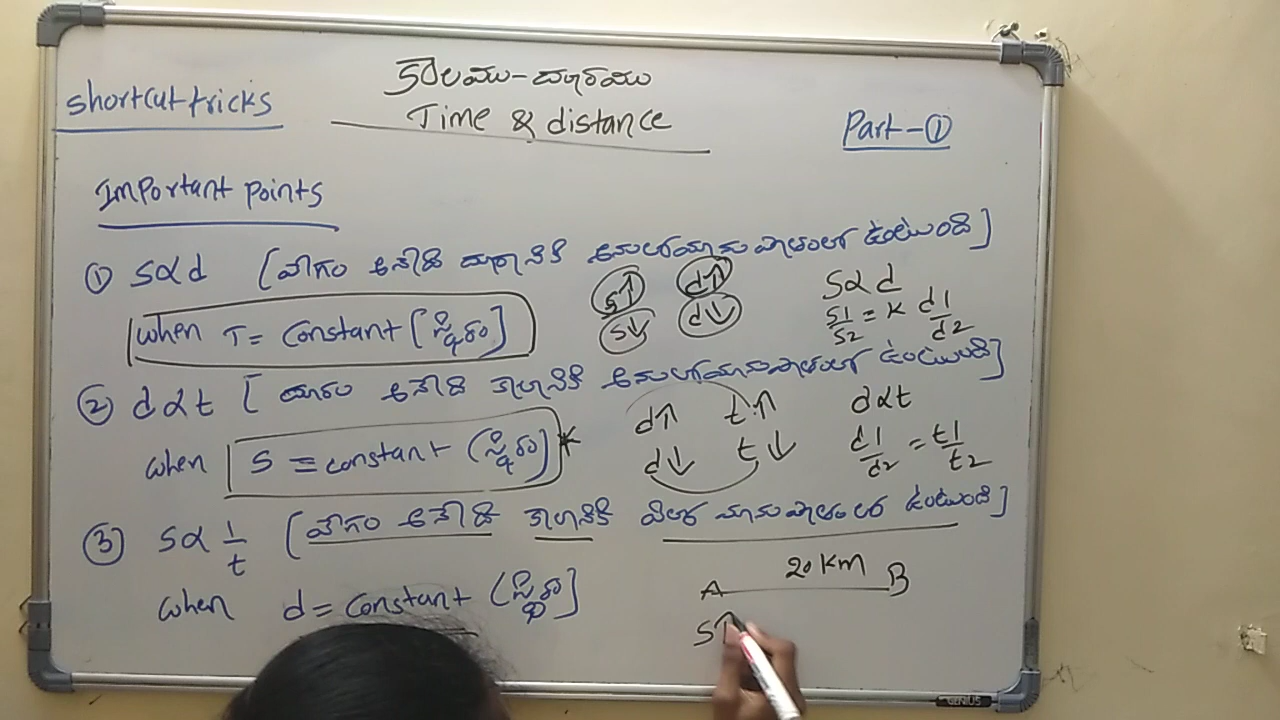 కాలము - దూరము
shortcut tricks
Time & distance
Part-①
Important points
① S∝d [వేగం అనేది దూరానికి అనులోమానుపాతంలో ఉంటుంది]
S↑ d↑
S↓ d↓
when T = constant [స్థిరం]
S∝d
S1/S2 = K d1/d2
② d∝t [దూరం అనేది కాలానికి అనులోమానుపాతంలో ఉంటుంది]
d↑ t↑
d↓ t↓
when S = constant (స్థిరం) *
d∝t
d1/d2 = t1/t2
③ S∝1/t [వేగం అనేది కాలానికి విలోమానుపాతంలో ఉంటుంది]
when d = constant (స్థిరం]
A 20 km B
S↑
GENIUS